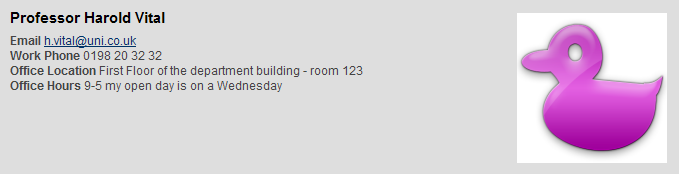 Professor Harold Vital
Email h.vital@uni.co.uk
Work Phone 0198 20 32 32
Office Location First Floor of the department building - room 123
Office Hours 9-5 my open day is on a Wednesday